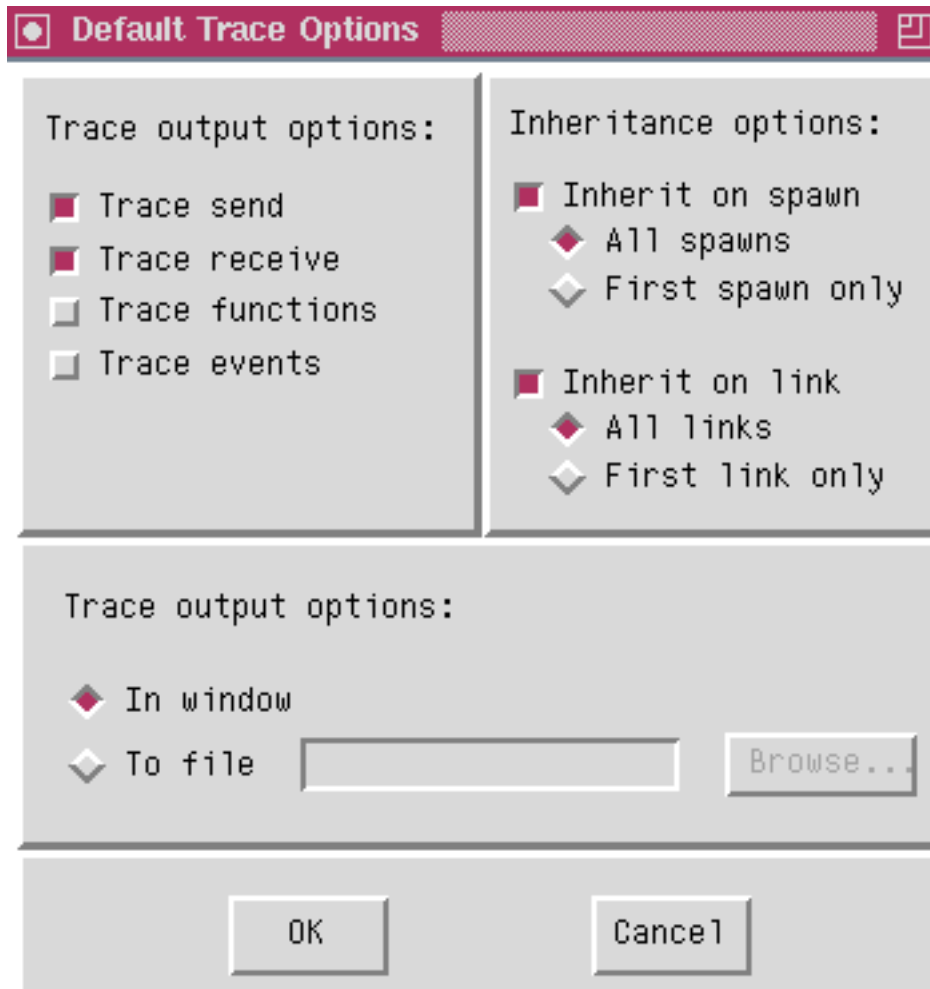 Default Trace Options
Trace output options:
Trace send
Trace receive
Trace functions
Trace events
Inheritance options:
Inherit on spawn
All spawns
First spawn only
Inherit on link
All links
First link only
Trace output options:
In window
To file
Browse...
OK
Cancel